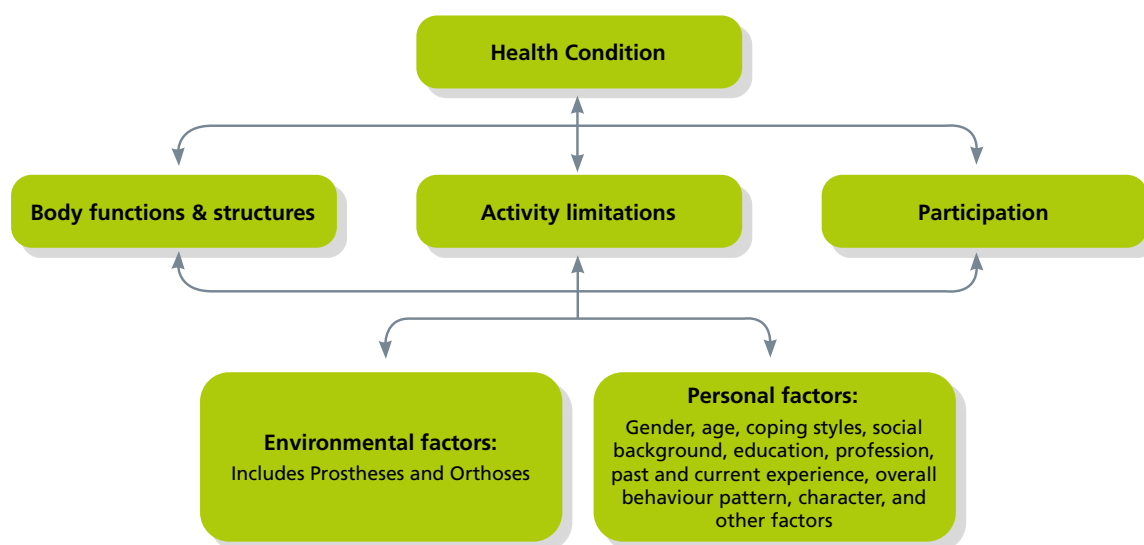 Health Condition
Body functions & structures
Activity limitations
Participation
Environmental factors:
Includes Prostheses and Orthoses
Personal factors:
Gender, age, coping styles, social
background, education, profession,
past and current experience, overall
behaviour pattern, character, and
other factors